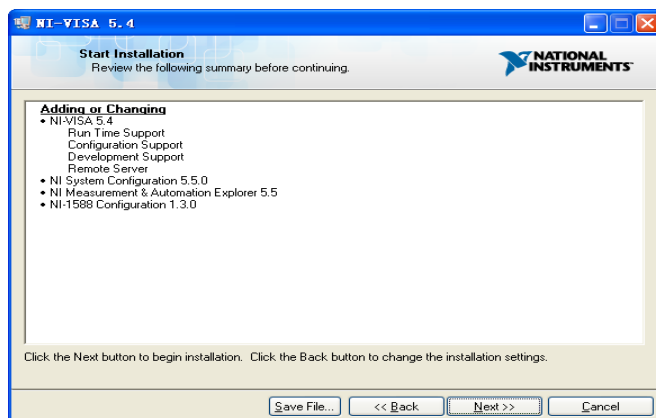 NI-VISA 5.4
Start Installation
Review the following summary before continuing.
NATIONAL
INSTRUMENTS™
Adding or Changing
• NI-VISA 5.4
Run Time Support
Configuration Support
Development Support
Remote Server
• NI System Configuration 5.5.0
• NI Measurement & Automation Explorer 5.5
• NI-1588 Configuration 1.3.0
Click the Next button to begin installation. Click the Back button to change the installation settings.
Save File... << Back Next >> Cancel